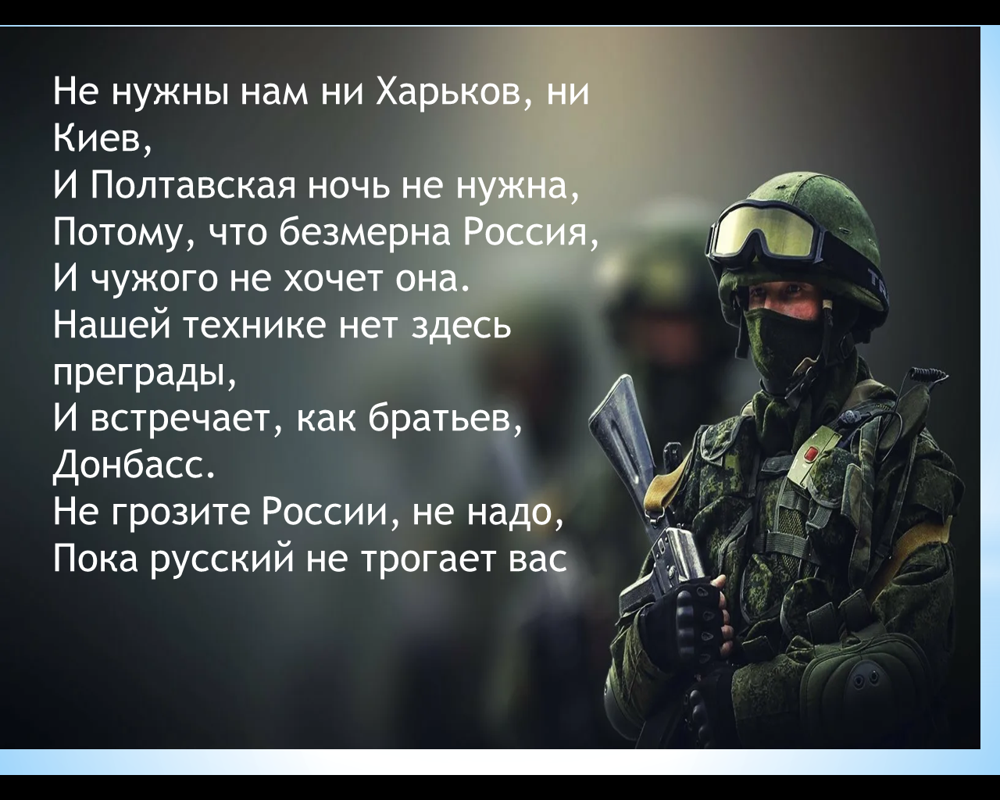 Не нужны нам ни Харьков, ни
Киев,
И Полтавская ночь не нужна,
Потому, что безмерна Россия,
И чужого не хочет она.
Нашей технике нет здесь
преграды,
И встречает, как братьев,
Донбасс.
Не грозите России, не надо,
Пока русский не трогает вас